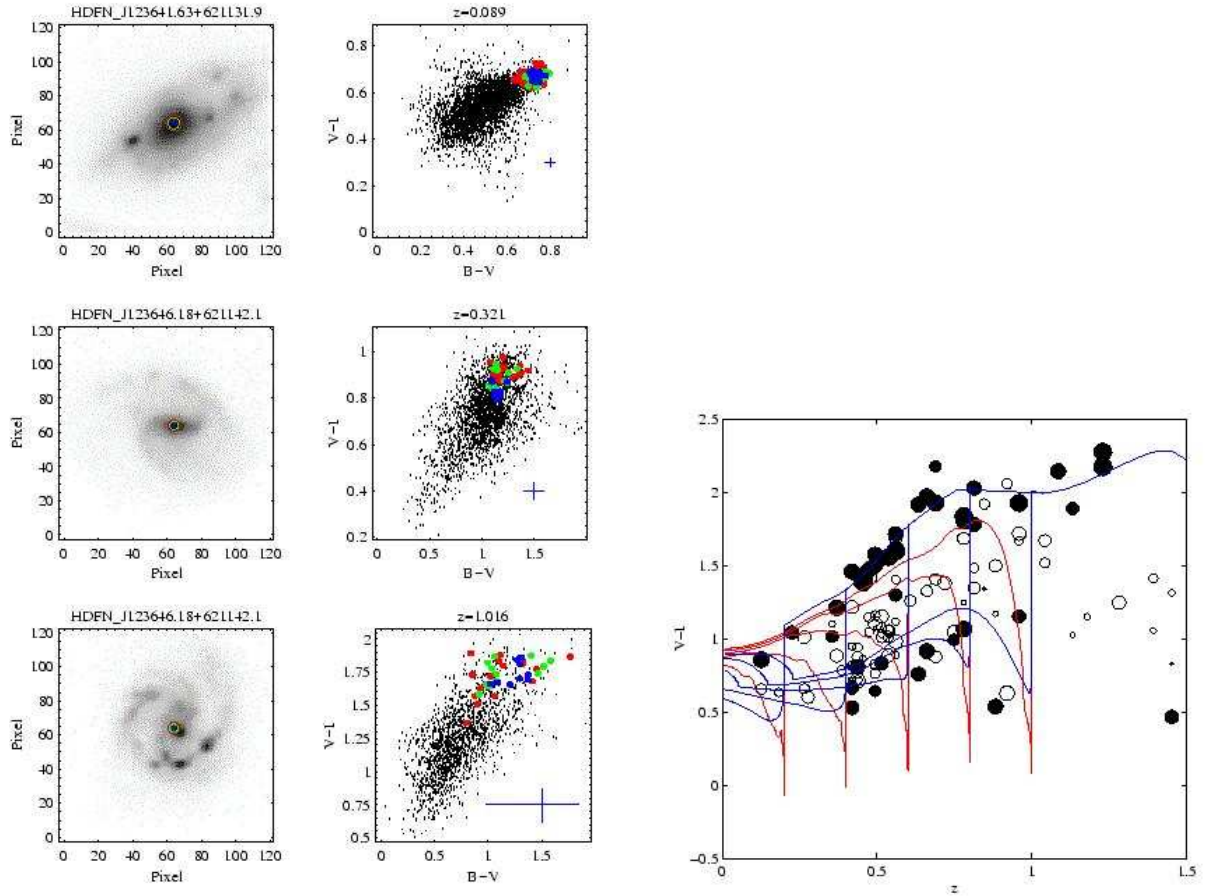 HDFN_J123641.63+621131.9
120
100
80
60
40
20
0
Pixel
0 20 40 60 80 100 120
Pixel
z=0.089
0.8
0.6
0.4
0.2
0
V-I
0 0.2 0.4 0.6 0.8
B-V
HDFN_J123646.18+621142.1
120
100
80
60
40
20
0
Pixel
0 20 40 60 80 100 120
Pixel
z=0.321
1
0.8
0.6
0.4
0.2
V-I
0 0.5 1 1.5
B-V
HDFN_J123646.18+621142.1
120
100
80
60
40
20
0
Pixel
0 20 40 60 80 100 120
Pixel
z=1.016
2
1.75
1.5
1.25
1
0.75
0.5
V-I
0 0.5 1 1.5
B-V
2.5
2.0
1.5
1.0
0.5
0
-0.5
V-I
0 0.5 1 1.5
z